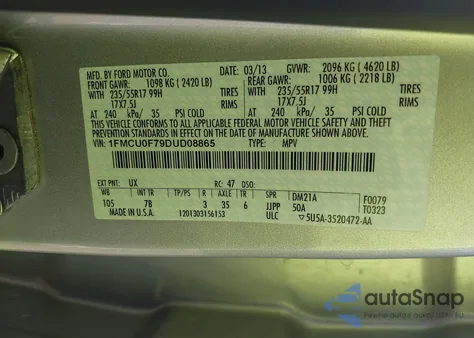 MFD. BY FORD MOTOR CO. 03/13 GVWR: 2096 KG ( 4620 LB)
FRONT GAWR: 1098 KG ( 2420 LB) REAR GAWR: 1006 KG ( 2218 LB)
WITH 235/55R17 99H TIRES WITH 235/55R17 99H TIRES
17X7.5J RIMS 17X7.5J RIMS
AT 240 kPa/ 35 PSI COLD AT 240 kPa/ 35 PSI COLD
THIS VEHICLE CONFORMS TO ALL APPLICABLE FEDERAL MOTOR VEHICLE SAFETY AND THEFT PREVENTION STANDARDS IN EFFECT ON THE DATE OF MANUFACTURE SHOWN ABOVE.
VIN: 1FMCU0F79DUD08865 TYPE: MPV
EXT PNT: UX RC: 47 DSO:
WB BRK INT TR TP/PS R AXLE TR SPR DM21A F0079
105 7B 3 35 6 JJPP 50A T0323
MADE IN U.S.A. 1201303156153 ULC 5U5A-3520472-AA
autoSnap